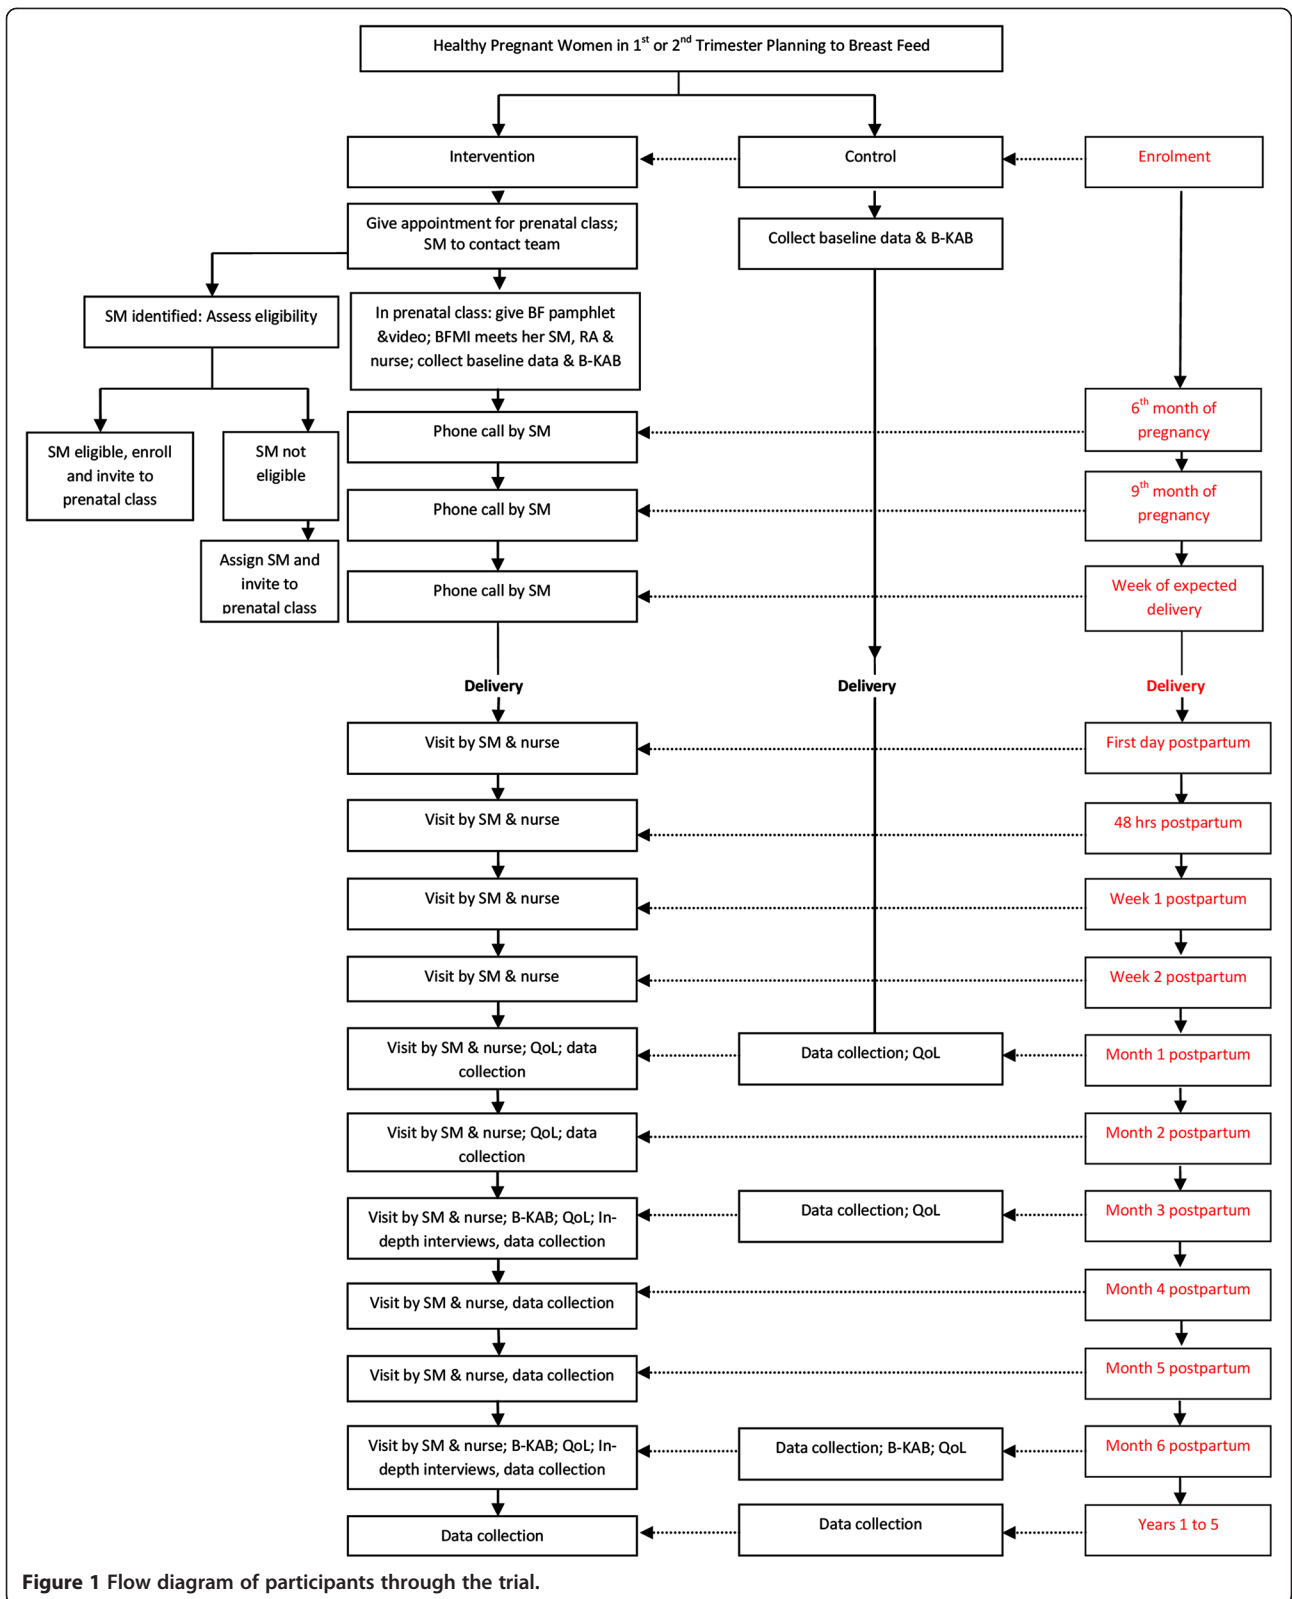 Healthy Pregnant Women in 1st or 2nd Trimester Planning to Breast Feed
Intervention
Control
Enrolment
Give appointment for prenatal class;
SM to contact team
Collect baseline data & B-KAB
SM identified: Assess eligibility
In prenatal class: give BF pamphlet
&video; BFMI meets her SM, RA &
nurse; collect baseline data & B-KAB
SM eligible, enroll
and invite to
prenatal class
SM not
eligible
Assign SM and
invite to
prenatal class
Phone call by SM
6th month of
pregnancy
Phone call by SM
9th month of
pregnancy
Phone call by SM
Week of expected
delivery
Delivery
Delivery
Delivery
Visit by SM & nurse
First day postpartum
Visit by SM & nurse
48 hrs postpartum
Visit by SM & nurse
Week 1 postpartum
Visit by SM & nurse
Week 2 postpartum
Visit by SM & nurse; QoL; data
collection
Data collection; QoL
Month 1 postpartum
Visit by SM & nurse; QoL; data
collection
Month 2 postpartum
Visit by SM & nurse; B-KAB; QoL; In-
depth interviews, data collection
Data collection; QoL
Month 3 postpartum
Visit by SM & nurse, data collection
Month 4 postpartum
Visit by SM & nurse, data collection
Month 5 postpartum
Visit by SM & nurse; B-KAB; QoL; In-
depth interviews, data collection
Data collection; B-KAB; QoL
Month 6 postpartum
Data collection
Data collection
Years 1 to 5
Figure 1 Flow diagram of participants through the trial.